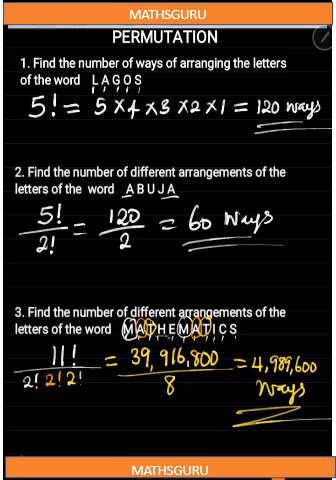 MATHSGURU
PERMUTATION
1. Find the number of ways of arranging the letters
of the word L A G O S
5! = 5 × 4 × 3 × 2 × 1 = 120 ways
2. Find the number of different arrangements of the
letters of the word A B U J A
5!/2! = 120/2 = 60 ways
3. Find the number of different arrangements of the
letters of the word M A T H E M A T I C S
11!/2! 2! 2! = 39,916,800/8 = 4,989,600
ways
MATHSGURU